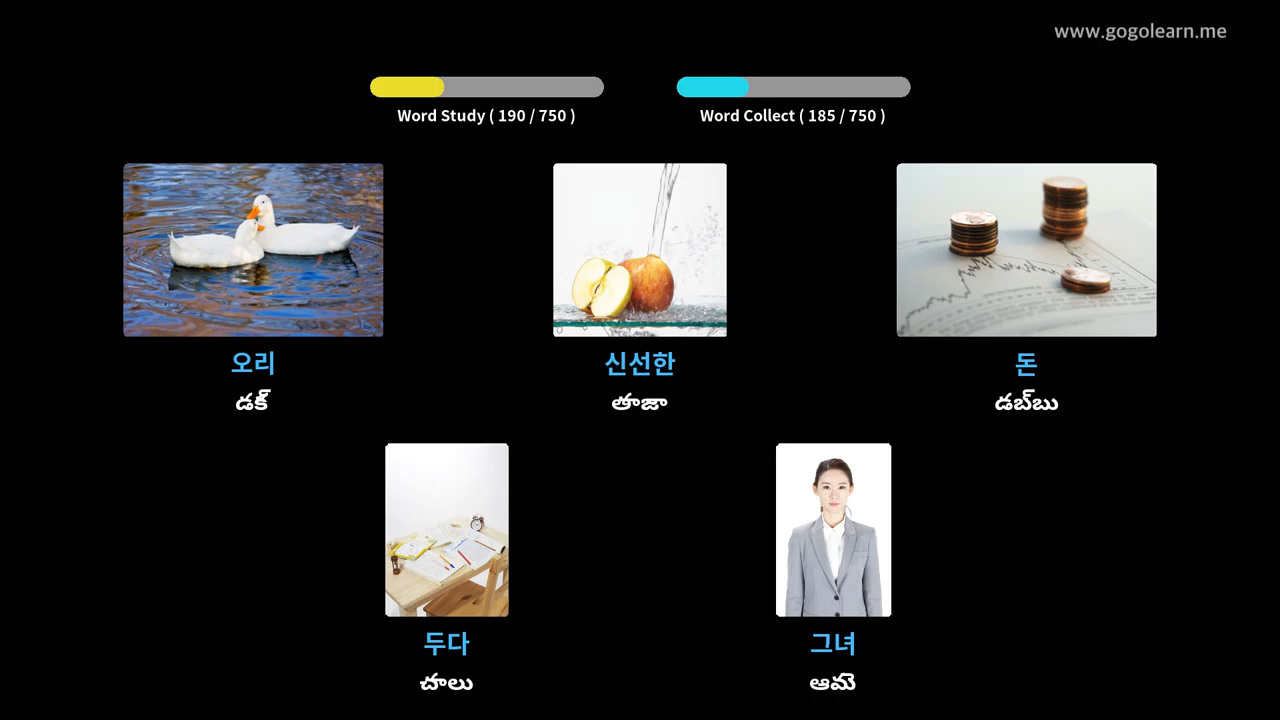 www.gogolearn.me
Word Study ( 190 / 750 )
Word Collect ( 185 / 750 )
오리
신선한
돈
డక్
తాజా
డబ్బు
두다
그녀
చాలు
ఆమె